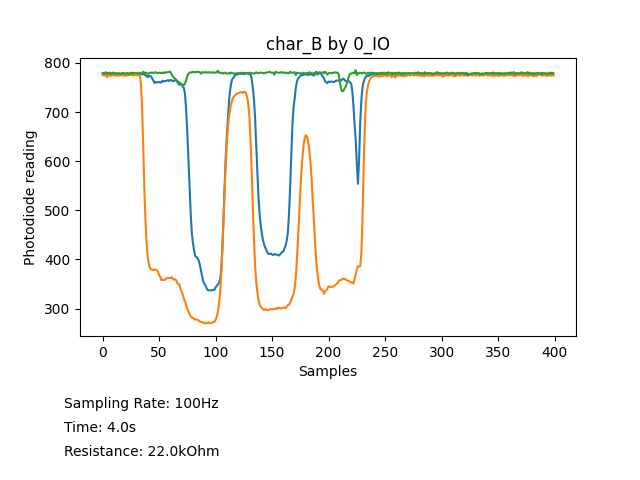 char_B by 0_IO
800
700
600
500
400
300
Photodiode reading
0 50 100 150 200 250 300 350 400
Samples
Sampling Rate: 100Hz
Time: 4.0s
Resistance: 22.0kOhm